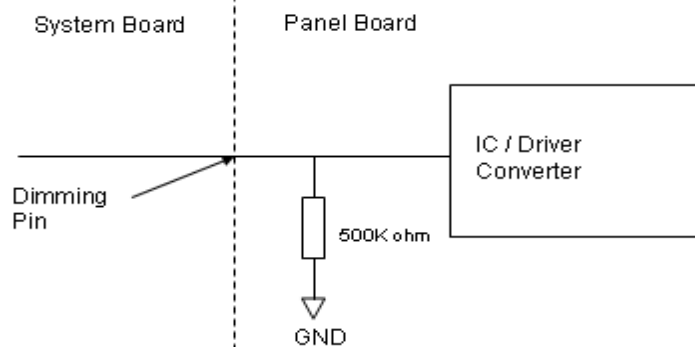 System Board
Panel Board
IC / Driver
Converter
Dimming
Pin
500K ohm
GND